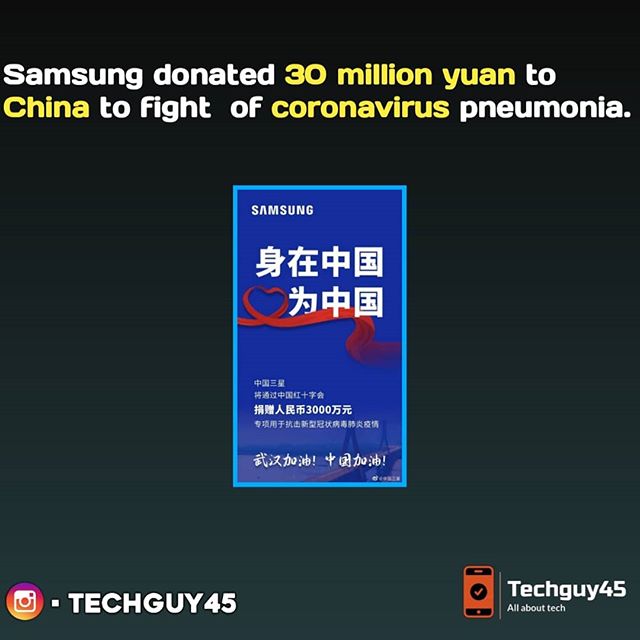 Samsung donated 30 million yuan to
China to fight of coronavirus pneumonia.
SAMSUNG
身在中国
为中国
中国三星
将通过中国红十字会
捐赠人民币3000万元
专项用于抗击新型冠状病毒肺炎疫情
武汉加油! 中国加油!
@中国三星
· TECHGUY45
Techguy45
All about tech